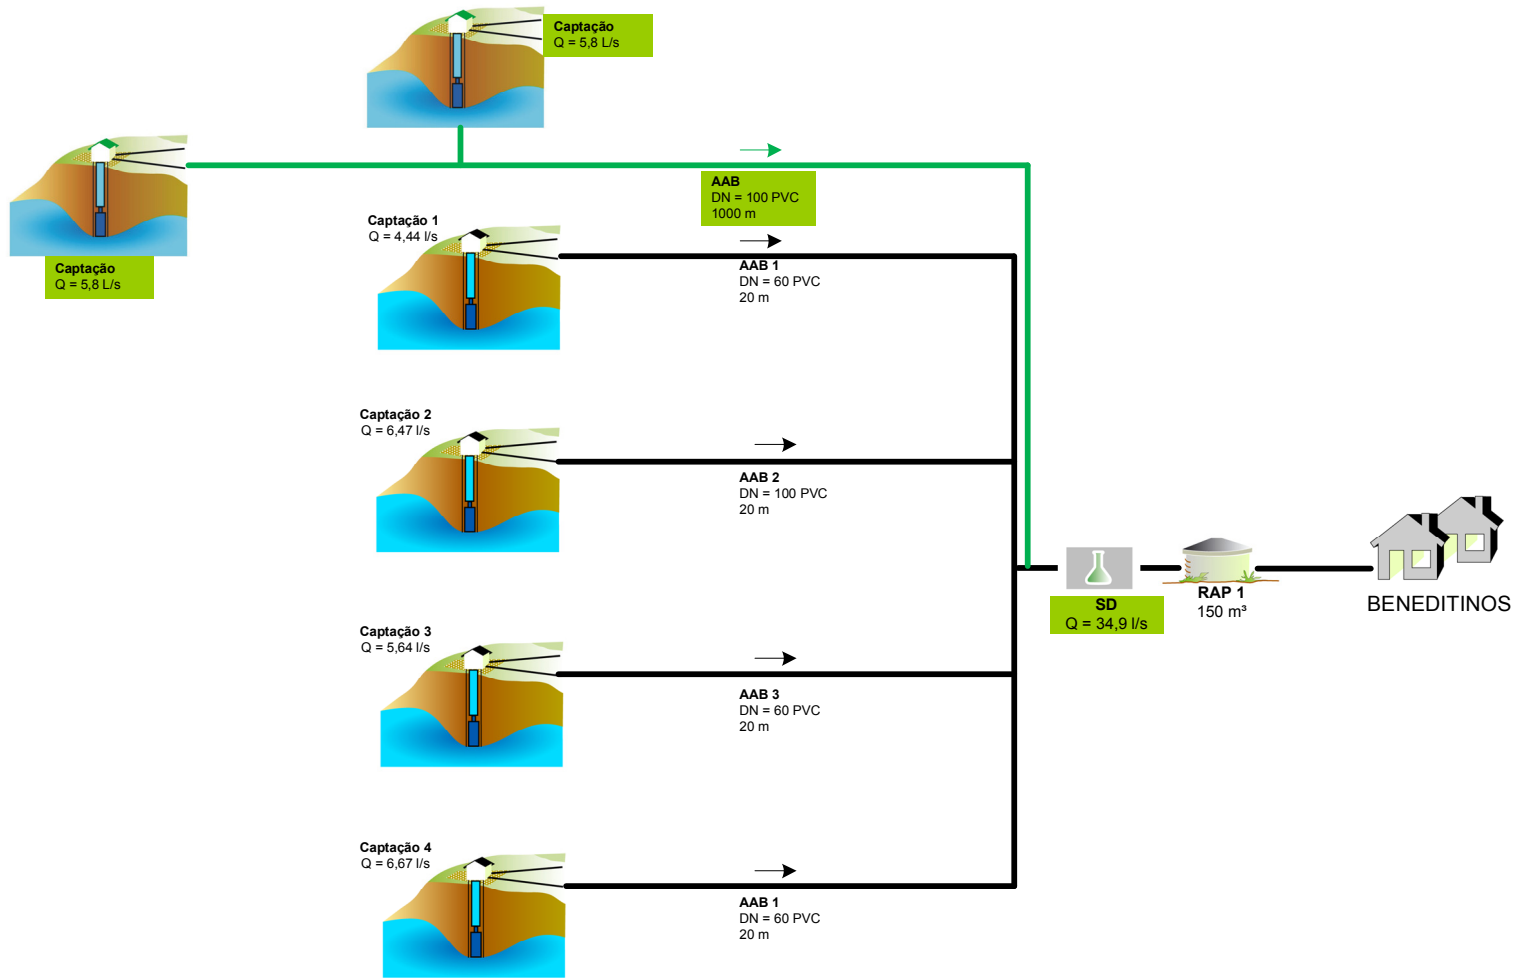 Captação
Q = 5,8 L/s
Captação
Q = 5,8 L/s
AAB
DN = 100 PVC
1000 m
Captação 1
Q = 4,44 l/s
AAB 1
DN = 60 PVC
20 m
Captação 2
Q = 6,47 l/s
AAB 2
DN = 100 PVC
20 m
SD
Q = 34,9 l/s
RAP 1
150 m³
BENEDITINOS
Captação 3
Q = 5,64 l/s
AAB 3
DN = 60 PVC
20 m
Captação 4
Q = 6,67 l/s
AAB 1
DN = 60 PVC
20 m